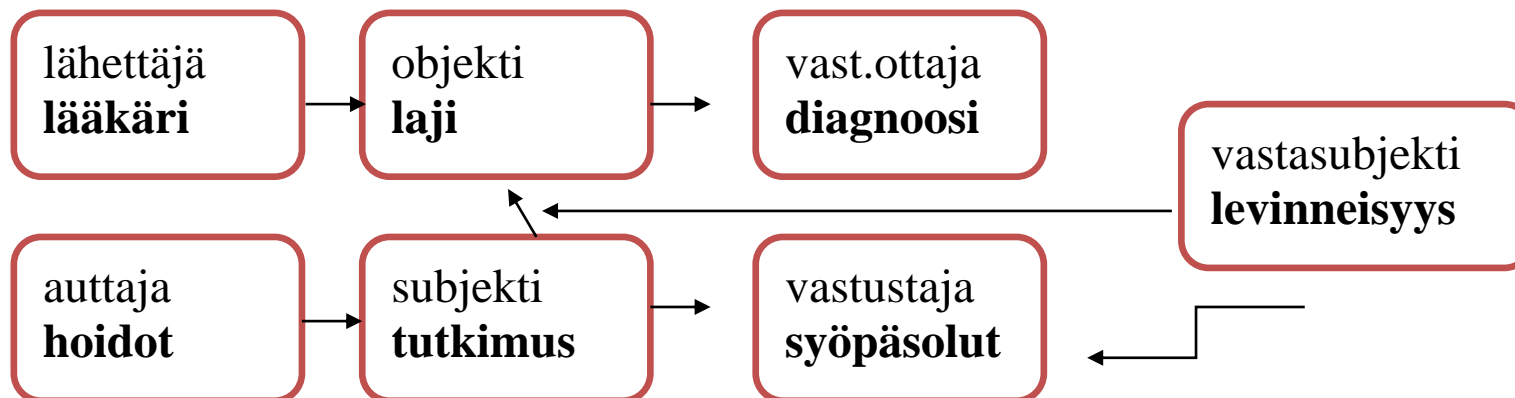 lähettäjä
lääkäri
objekti
laji
vast.ottaja
diagnoosi
vastasubjekti
levinneisyys
auttaja
hoidot
subjekti
tutkimus
vastustaja
syöpäsolut